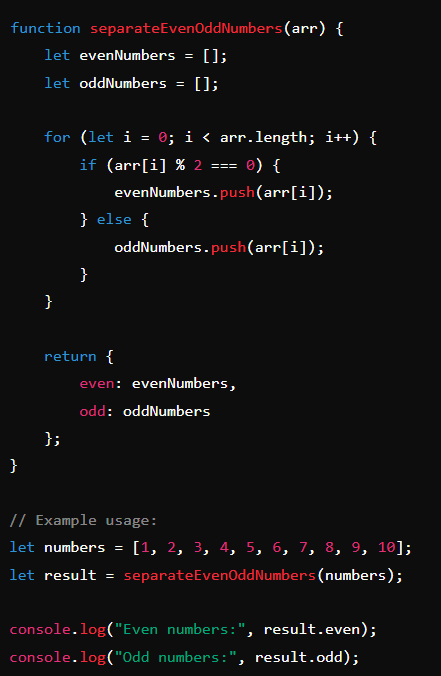 function separateEvenOddNumbers(arr) {
    let evenNumbers = [];
    let oddNumbers = [];

    for (let i = 0; i < arr.length; i++) {
        if (arr[i] % 2 === 0) {
            evenNumbers.push(arr[i]);
        } else {
            oddNumbers.push(arr[i]);
        }
    }

    return {
        even: evenNumbers,
        odd: oddNumbers
    };
}

// Example usage:
let numbers = [1, 2, 3, 4, 5, 6, 7, 8, 9, 10];
let result = separateEvenOddNumbers(numbers);

console.log("Even numbers:", result.even);
console.log("Odd numbers:", result.odd);